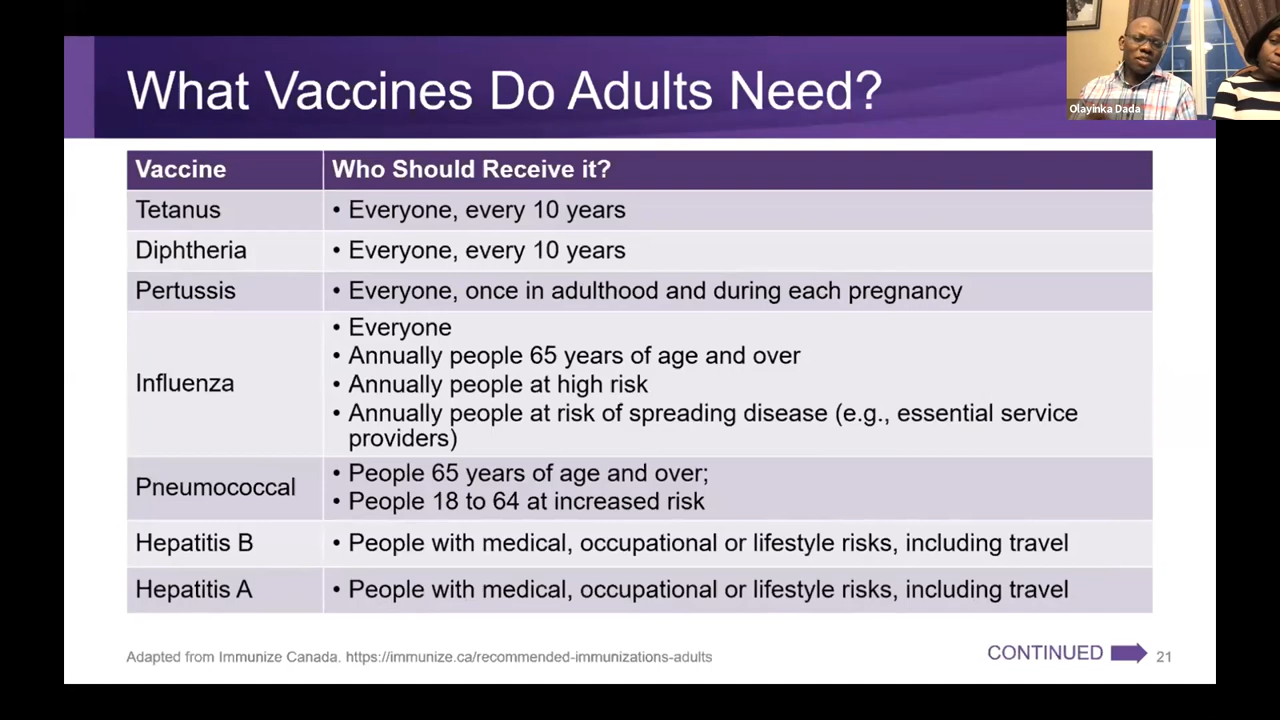 What Vaccines Do Adults Need?
Olayinka Dada
Vaccine Who Should Receive it?
Tetanus • Everyone, every 10 years
Diphtheria • Everyone, every 10 years
Pertussis • Everyone, once in adulthood and during each pregnancy
Influenza
• Everyone
• Annually people 65 years of age and over
• Annually people at high risk
• Annually people at risk of spreading disease (e.g., essential service
providers)
Pneumococcal
• People 65 years of age and over;
• People 18 to 64 at increased risk
Hepatitis B • People with medical, occupational or lifestyle risks, including travel
Hepatitis A • People with medical, occupational or lifestyle risks, including travel
Adapted from Immunize Canada. https://immunize.ca/recommended-immunizations-adults
CONTINUED 21